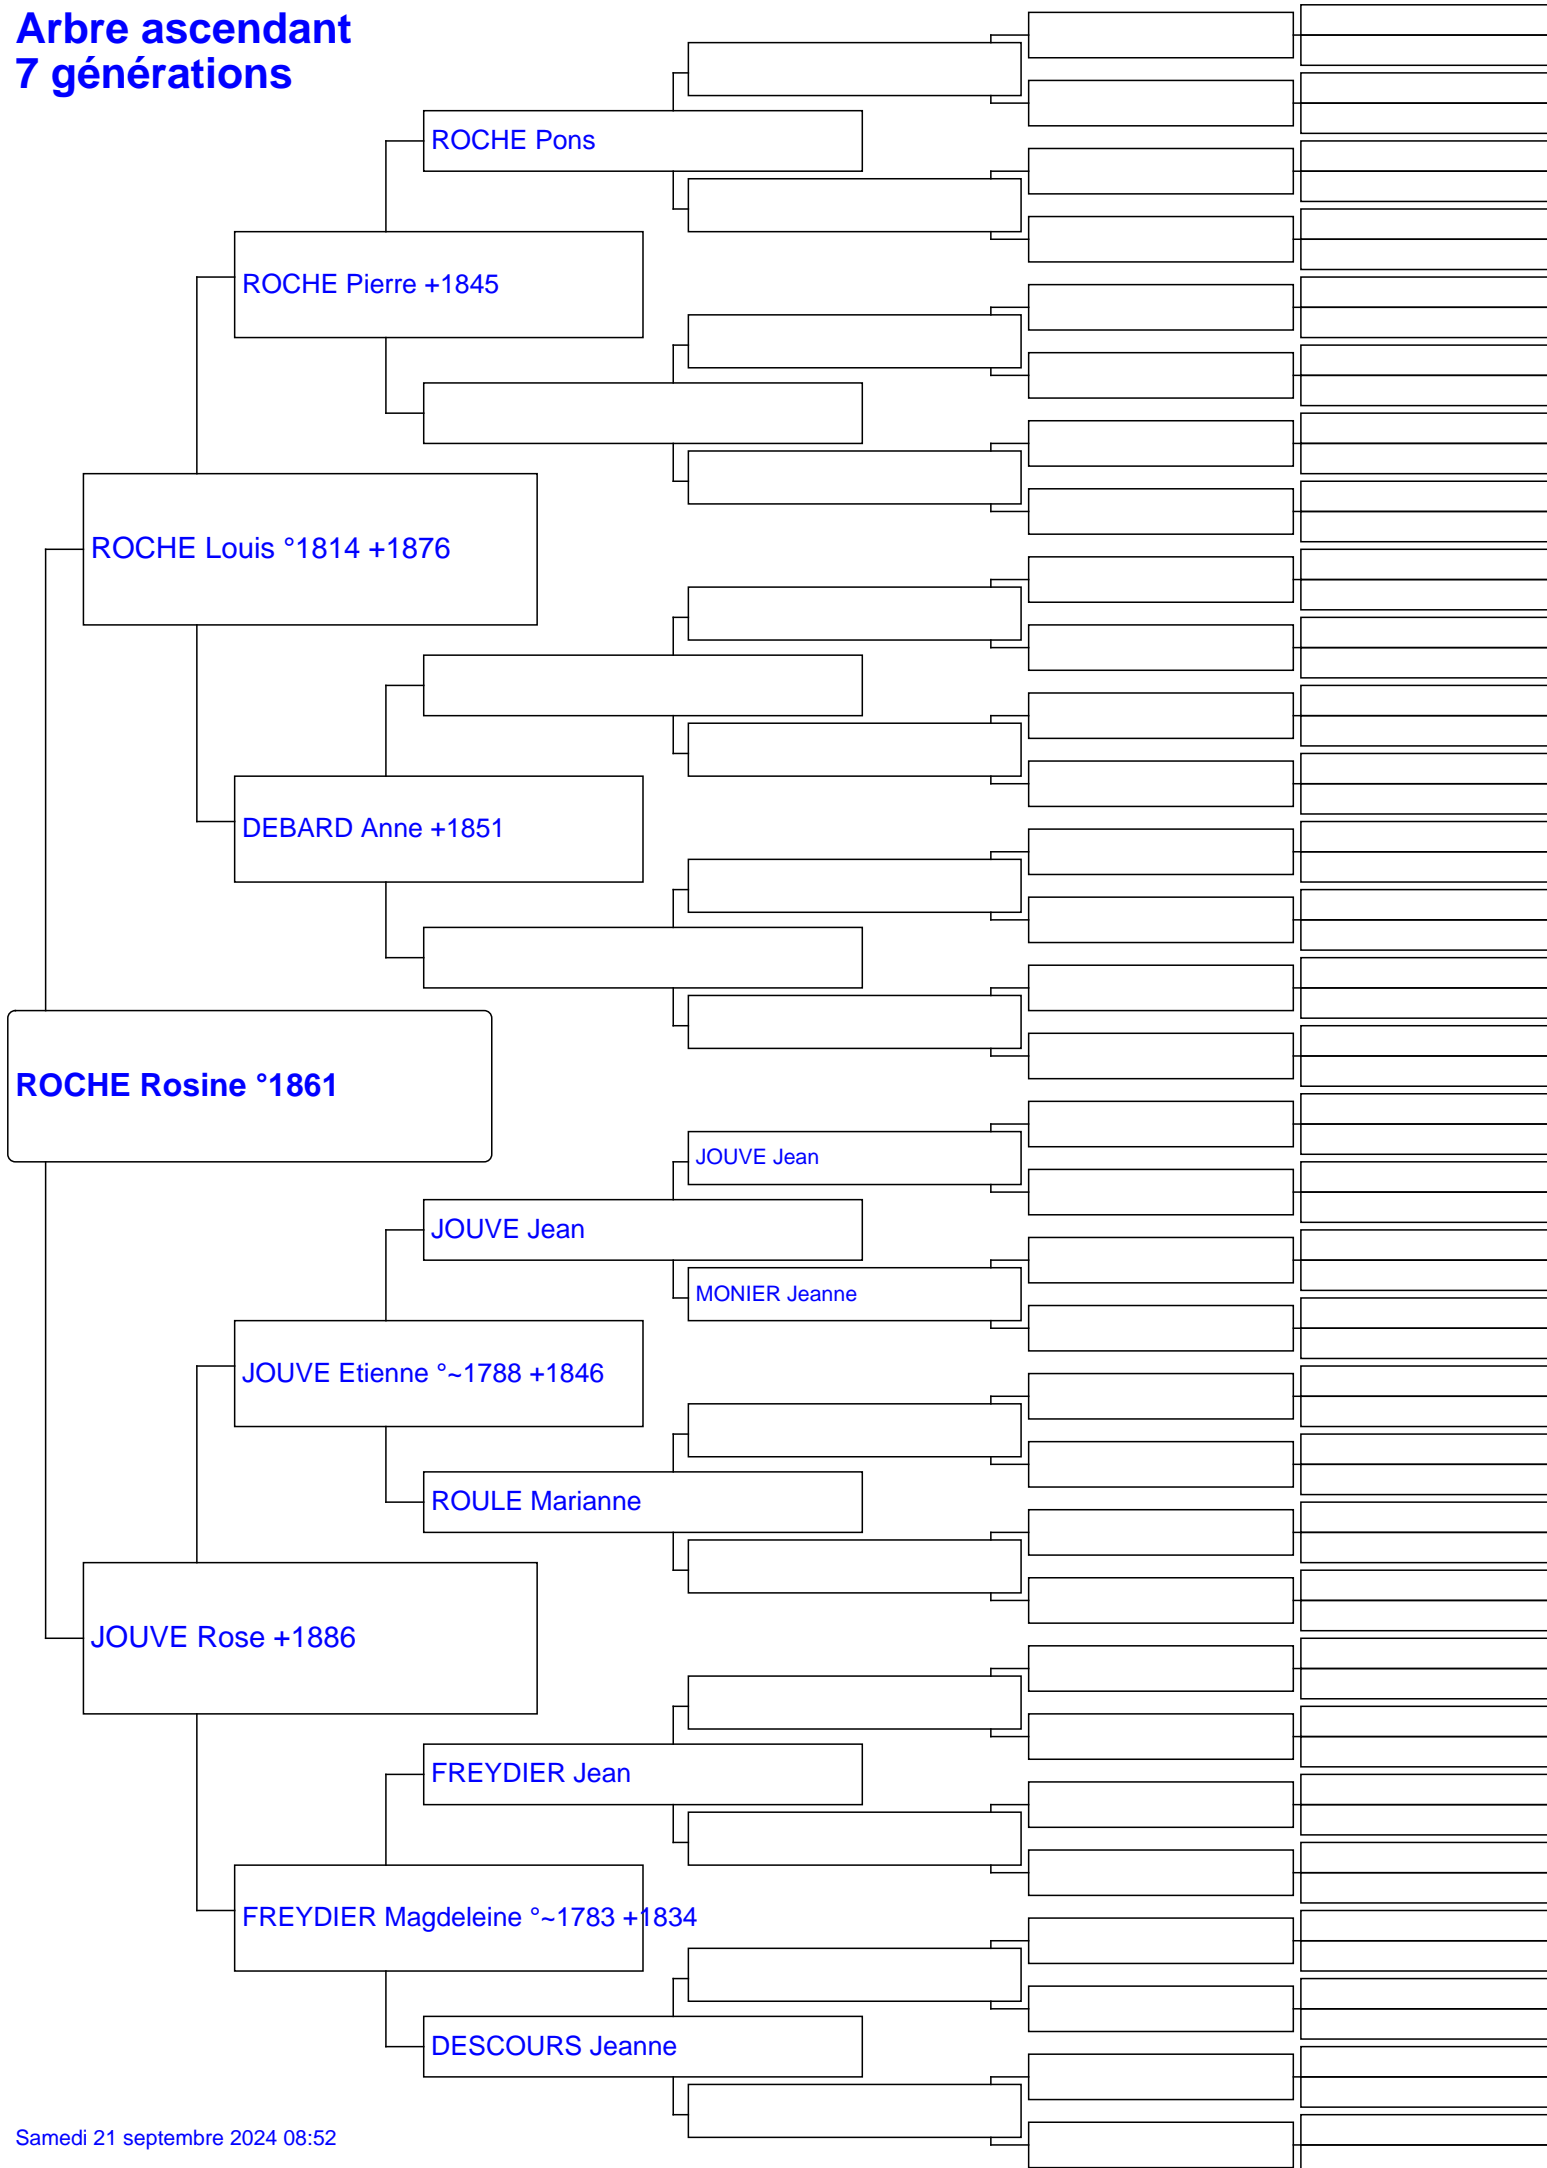 Arbre ascendant
7 générations
ROCHE Pons
ROCHE Pierre +1845
ROCHE Louis °1814 +1876
DEBARD Anne +1851
ROCHE Rosine °1861
JOUVE Jean
JOUVE Jean
MONIER Jeanne
JOUVE Etienne °~1788 +1846
ROULE Marianne
JOUVE Rose +1886
FREYDIER Jean
FREYDIER Magdeleine °~1783 +1834
DESCOURS Jeanne
Samedi 21 septembre 2024 08:52